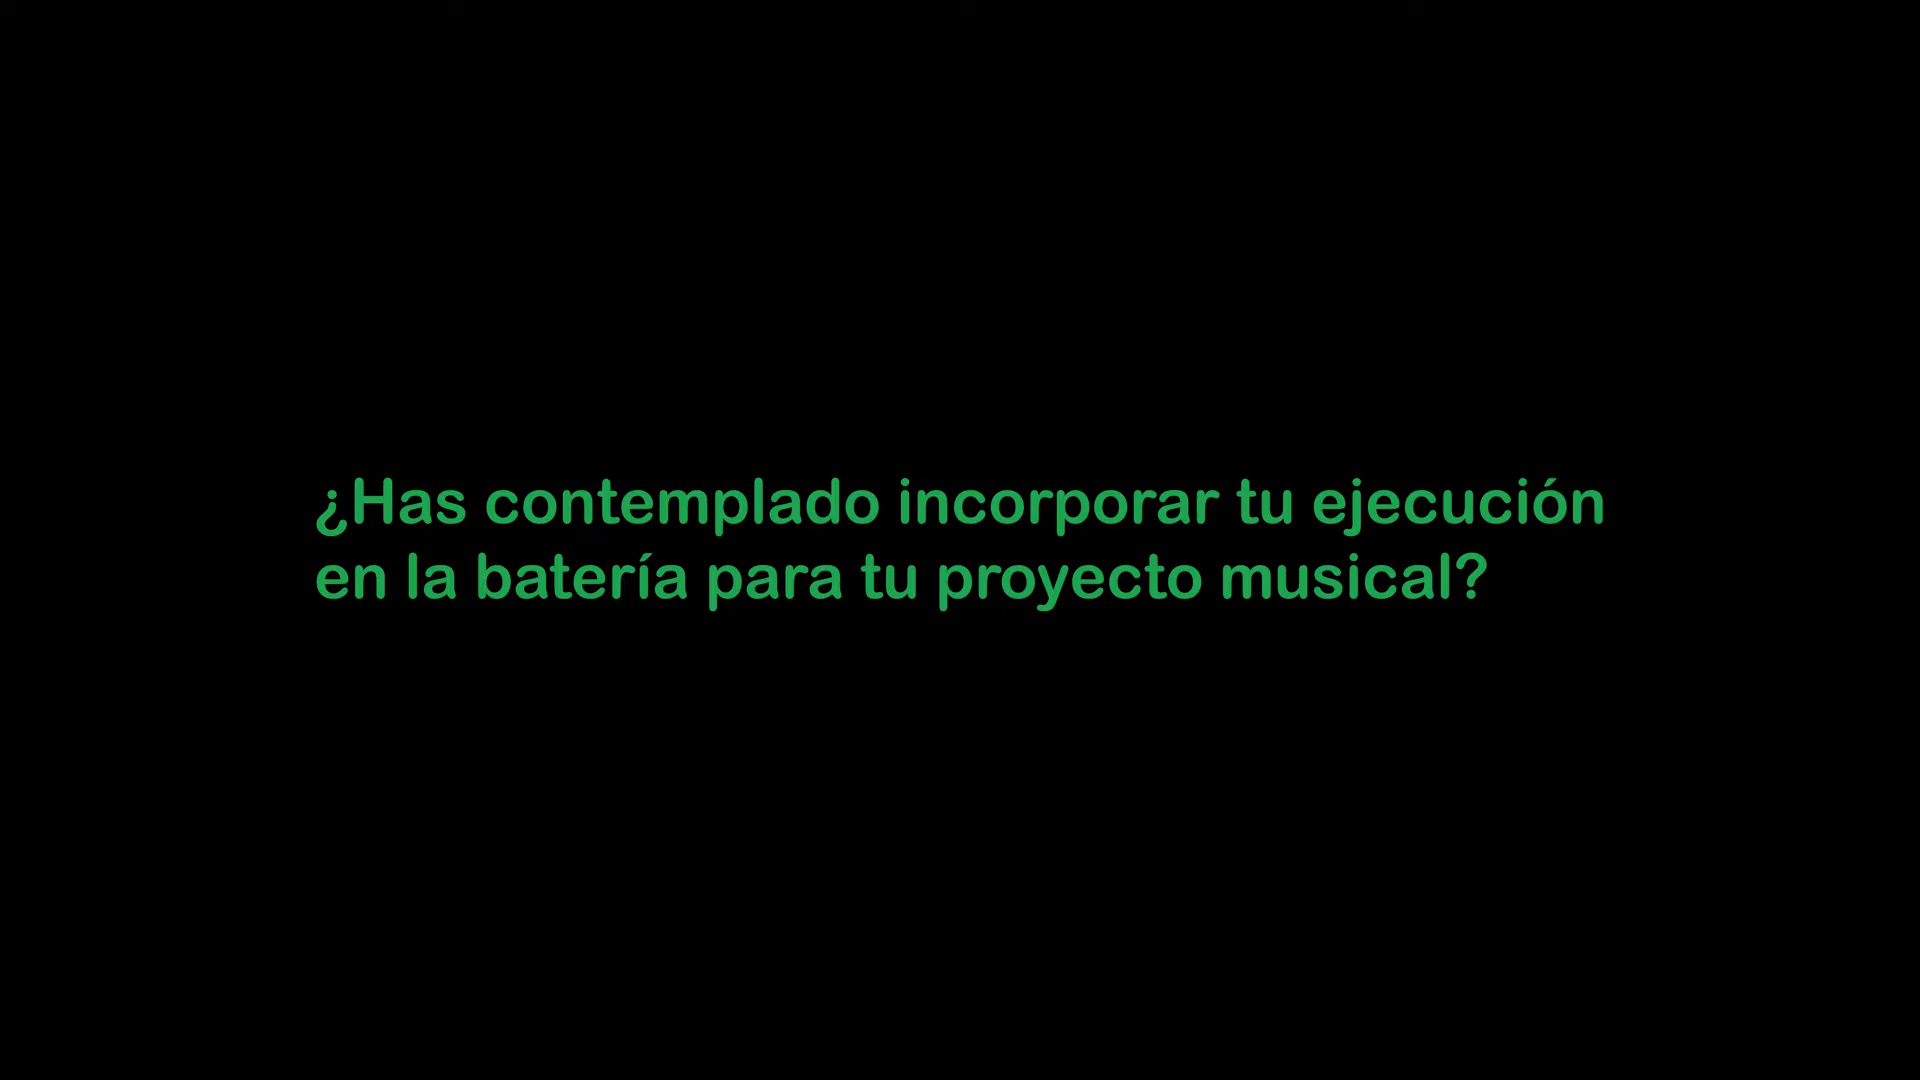 ¿Has contemplado incorporar tu ejecución
en la batería para tu proyecto musical?